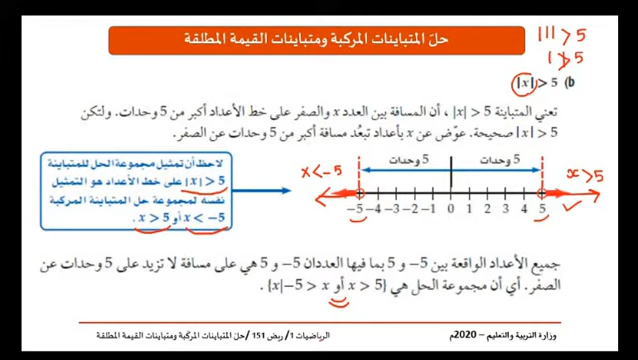 حلّ المتباينات المركبة ومتباينات القيمة المطلقة
|1| > 5
1 > 5
b) |x| > 5
تعني المتباينة |x| > 5 ، أن المسافة بين العدد x والصفر على خط الأعداد أكبر من 5 وحدات. ولتكن
|x| > 5 صحيحة. عوّض عن x بأعداد تبعُد مسافة أكبر من 5 وحدات عن الصفر.
لاحظ أن تمثيل مجموعة الحل للمتباينة
|x| > 5 على خط الأعداد هو التمثيل
نفسه لمجموعة حل المتباينة المركبة
x < −5 أو x > 5 .
x < −5
5 وحدات 5 وحدات
x > 5
−5 −4 −3 −2 −1 0 1 2 3 4 5
جميع الأعداد الواقعة بين 5− و 5 بما فيها العددان 5− و 5 هي على مسافة لا تزيد على 5 وحدات عن
الصفر. أي أن مجموعة الحل هي {x|−5 > x أو x > 5} .
وزارة التربية والتعليم – 2020م
الرياضيات 1/ ريض 151 /حل المتباينات المركبة ومتباينات القيمة المطلقة